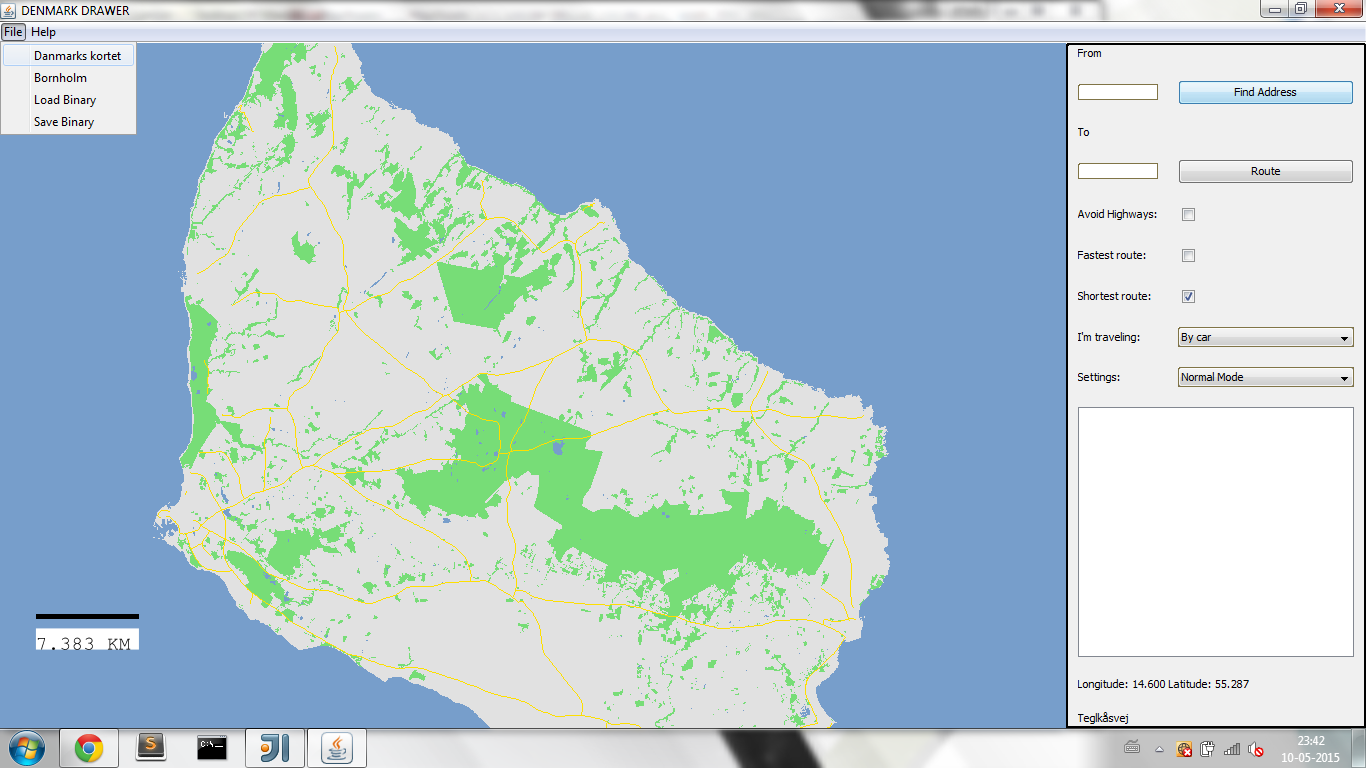 DENMARK DRAWER
File Help
Danmarks kortet
Bornholm
Load Binary
Save Binary
From
Find Address
To
Route
Avoid Highways:
Fastest route:
Shortest route:
I'm traveling: By car
Settings: Normal Mode
7.383 KM
Longitude: 14.600 Latitude: 55.287
Teglkåsvej
S
C:\
JI
23:42
10-05-2015